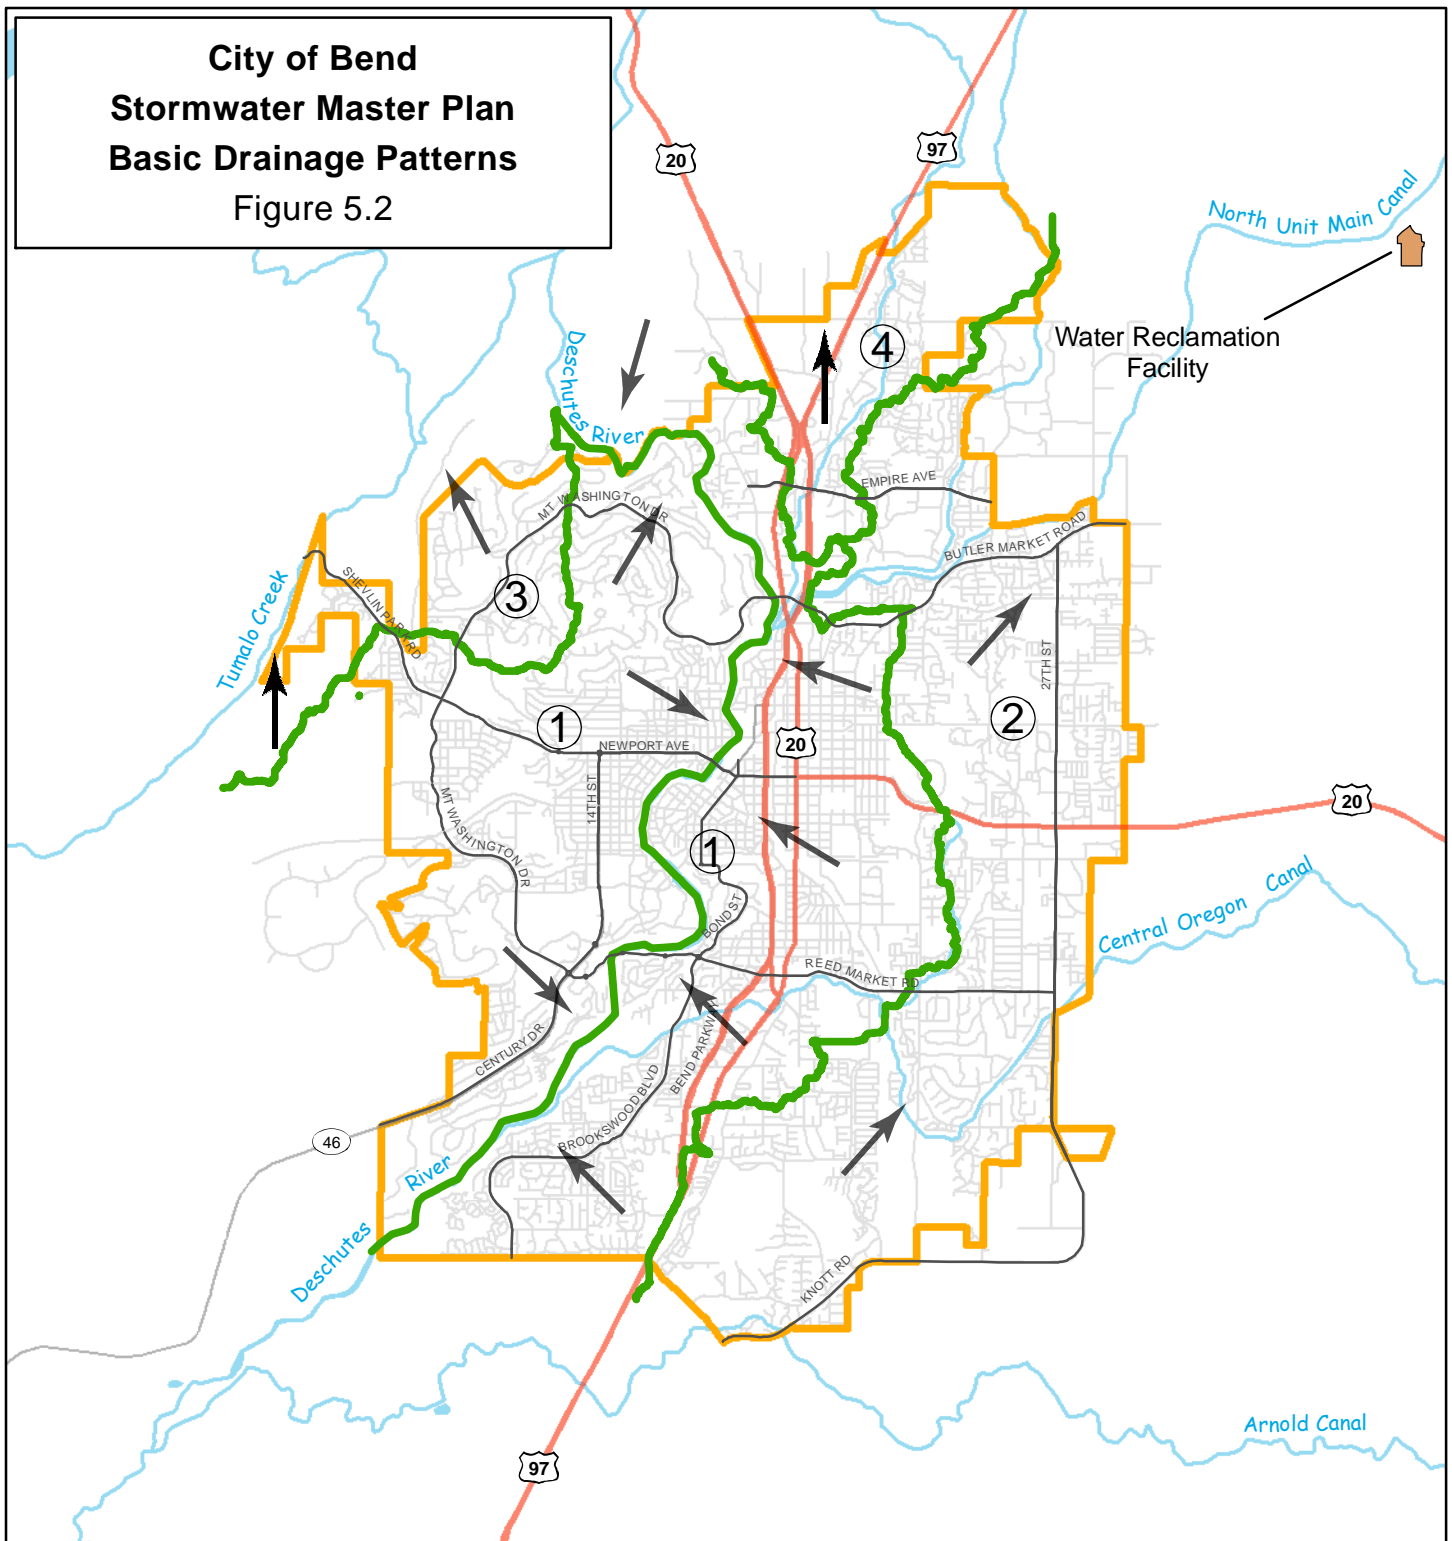 City of Bend
Stormwater Master Plan
Basic Drainage Patterns
Figure 5.2
20
97
North Unit Main Canal
Water Reclamation
Facility
Deschutes
River
4
EMPIRE AVE
MT WASHINGTON DR
BUTLER MARKET ROAD
Tumalo Creek
SHEVLIN PARK RD
3
27TH ST
1
2
NEWPORT AVE
20
14TH ST
MT WASHINGTON DR
1
20
BOND ST
Central Oregon Canal
REED MARKET RD
CENTURY DR
BEND PARKWAY
BROOKSWOOD BLVD
46
River
Deschutes
KNOTT RD
Arnold Canal
97